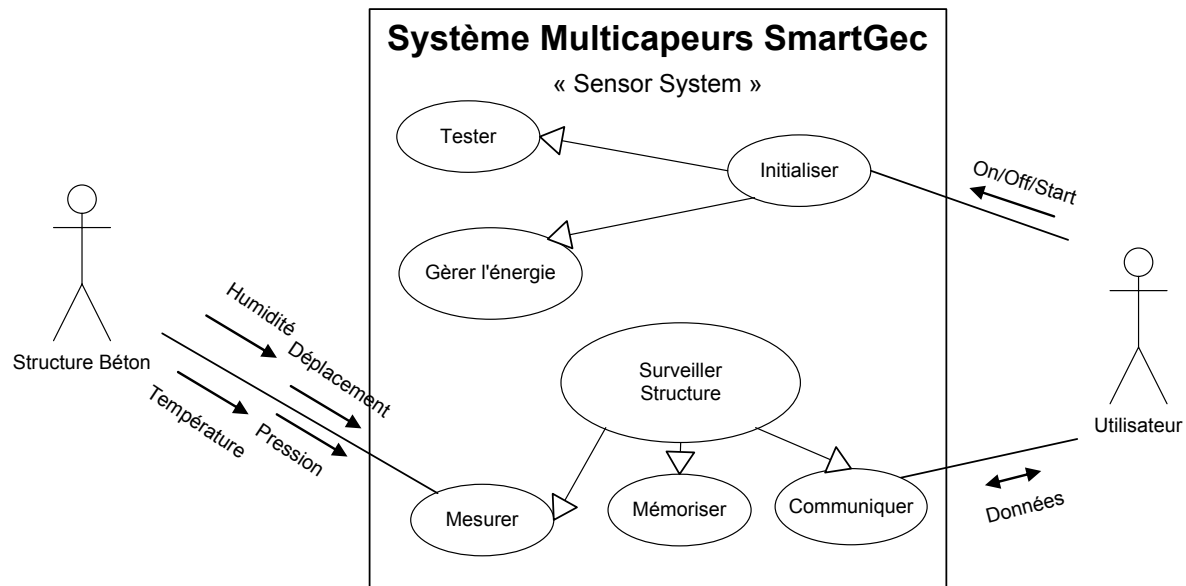 Système Multicapeurs SmartGec
« Sensor System »
Tester
Initialiser
On/Off/Start
Gèrer l'énergie
Humidité
Déplacement
Structure Béton
Température
Pression
Surveiller
Structure
Utilisateur
Mesurer
Mémoriser
Communiquer
Données